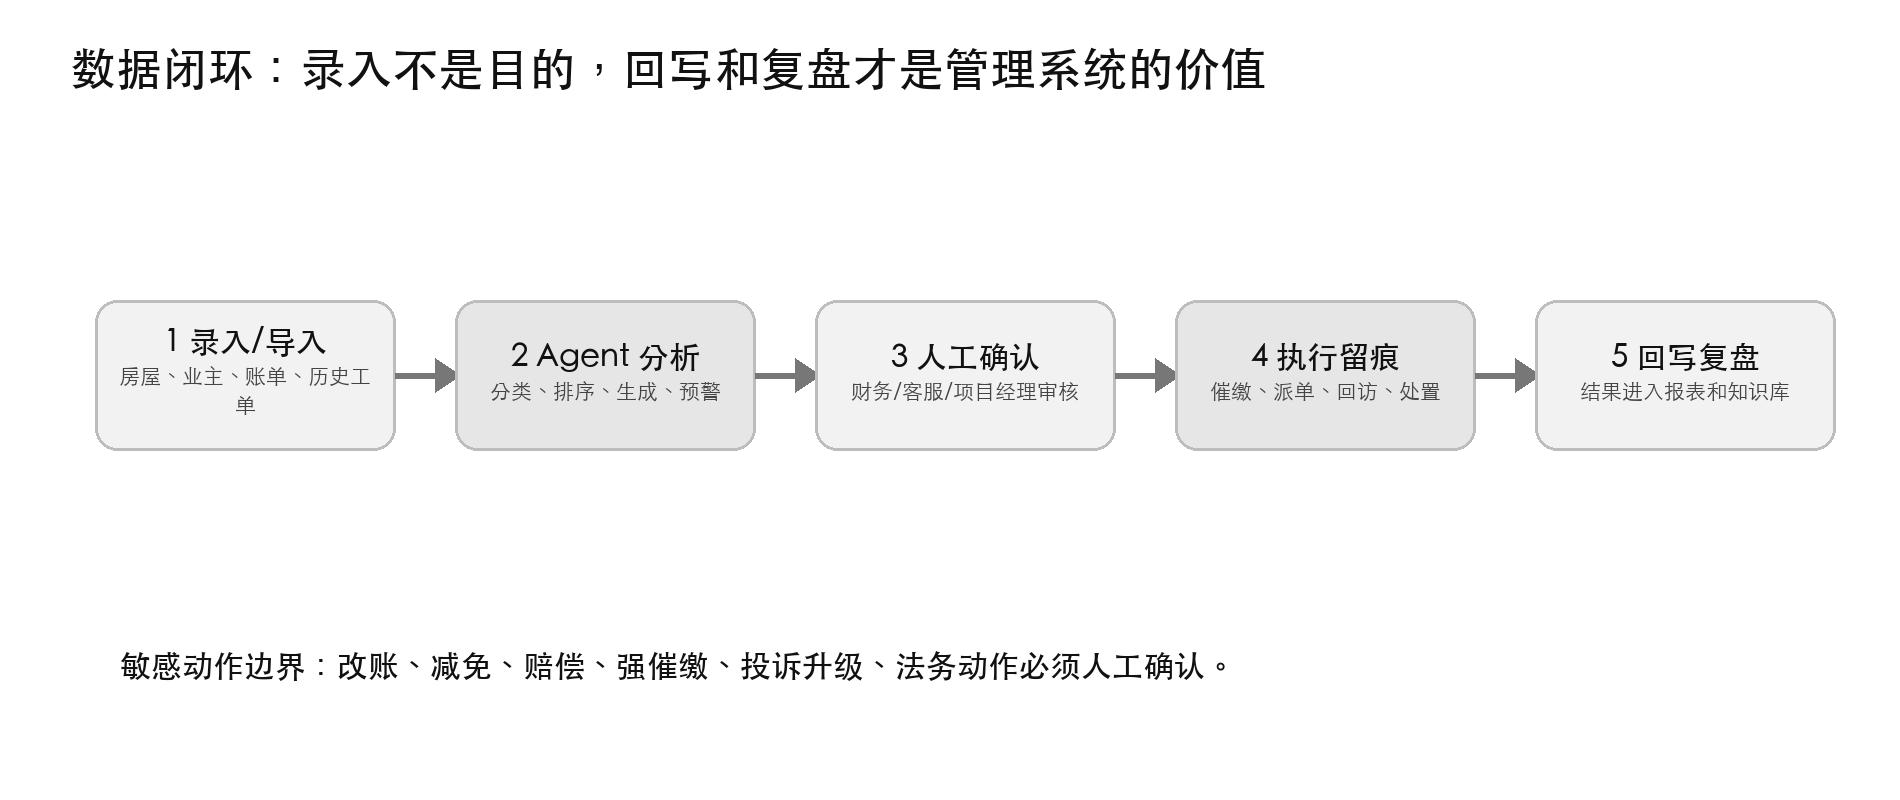 数据闭环：录入不是目的，回写和复盘才是管理系统的价值
1 录入/导入
房屋、业主、账单、历史工
单
2 Agent 分析
分类、排序、生成、预警
3 人工确认
财务/客服/项目经理审核
4 执行留痕
催缴、派单、回访、处置
5 回写复盘
结果进入报表和知识库
敏感动作边界：改账、减免、赔偿、强催缴、投诉升级、法务动作必须人工确认。